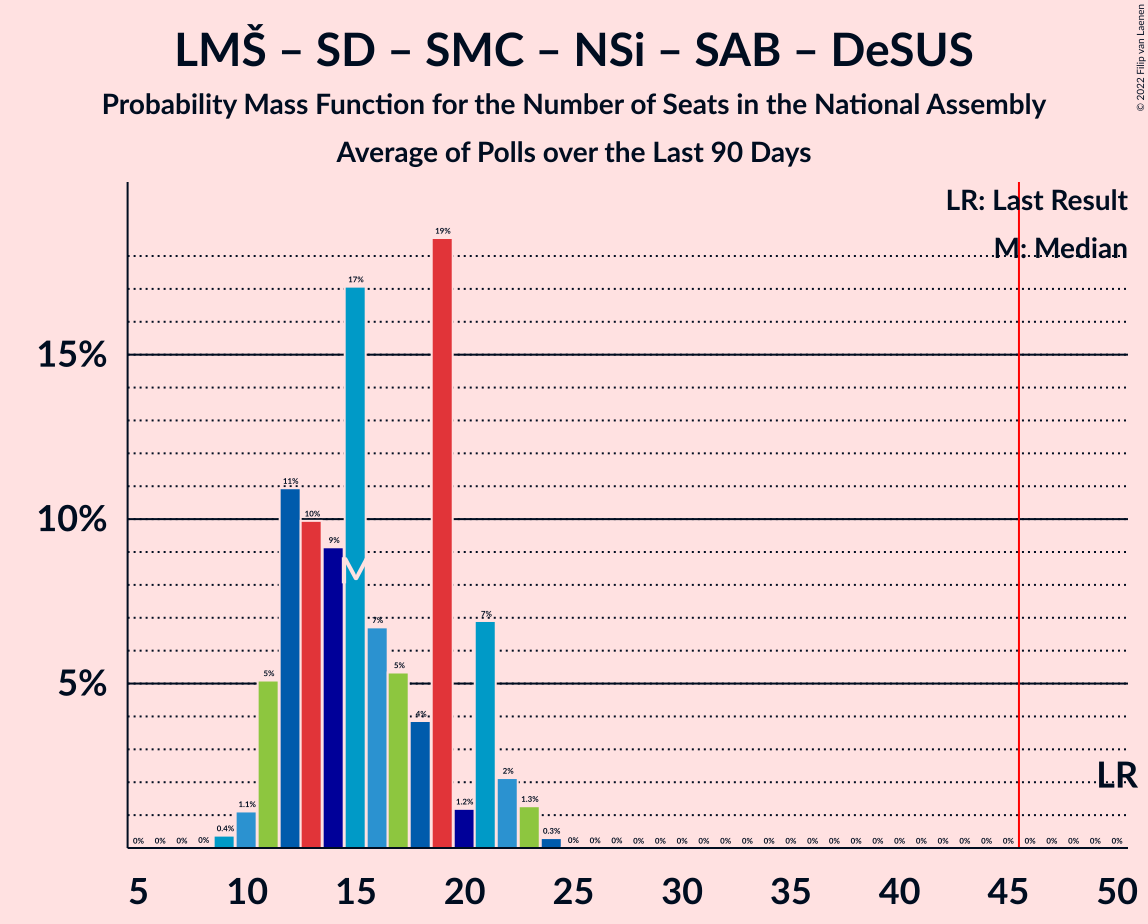 LMŠ – SD – SMC – NSi – SAB – DeSUS
Probability Mass Function for the Number of Seats in the National Assembly
Average of Polls over the Last 90 Days
© 2022 Filip van Laenen
LR: Last Result
M: Median
15%
10%
5%
0% 0% 0% 0% 0.4% 1.1% 5% 11% 10% 9% 17% 7% 5% 4% 19% 1.2% 7% 2% 1.3% 0.3% 0% 0% 0% 0% 0% 0% 0% 0% 0% 0% 0% 0% 0% 0% 0% 0% 0% 0% 0% 0% 0% 0% 0% 0% 0% 0%
M
LR
5 10 15 20 25 30 35 40 45 50